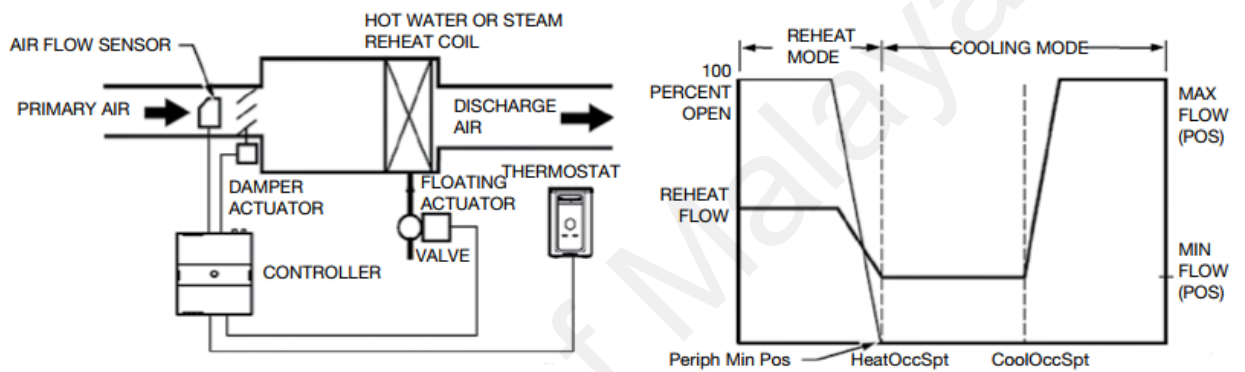 HOT WATER OR STEAM
REHEAT COIL
AIR FLOW SENSOR
PRIMARY AIR
DISCHARGE
AIR
DAMPER
ACTUATOR
FLOATING
ACTUATOR
THERMOSTAT
VALVE
CONTROLLER
REHEAT
MODE
COOLING MODE
100
PERCENT
OPEN
MAX
FLOW
(POS)
REHEAT
FLOW
MIN
FLOW
(POS)
Periph Min Pos
HeatOccSpt
CoolOccSpt
of Malaya